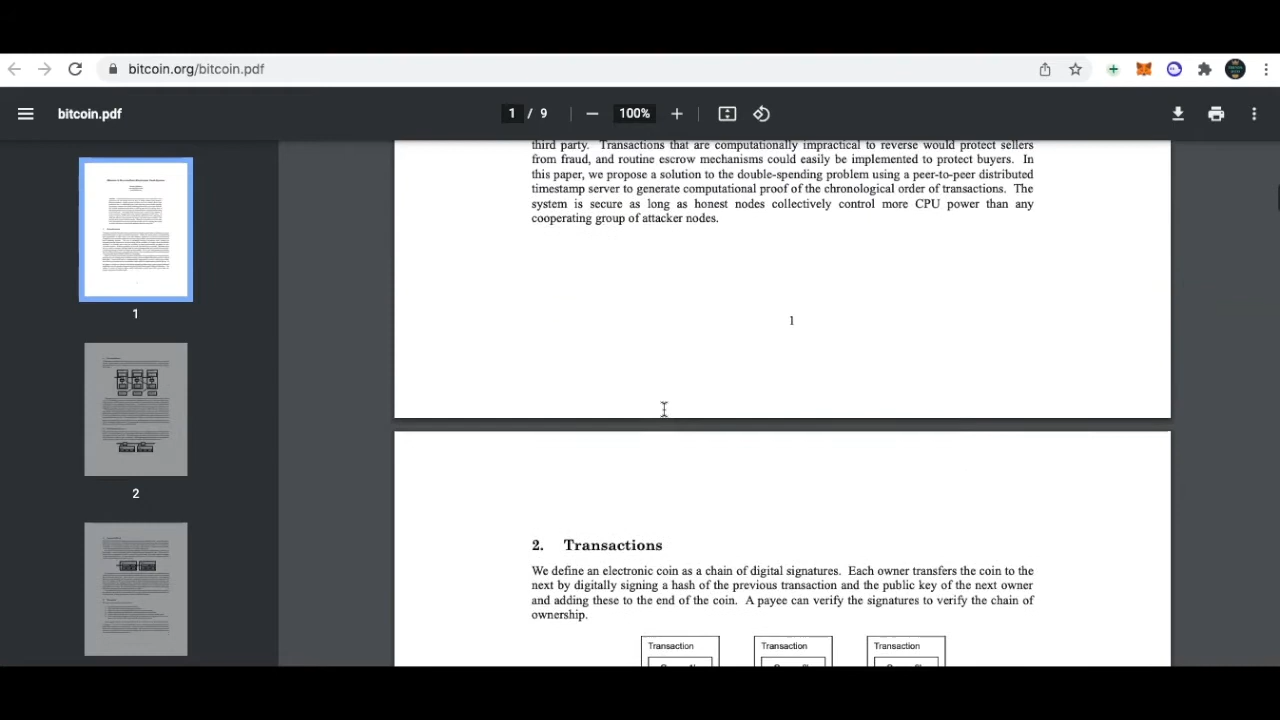 bitcoin.org/bitcoin.pdf
bitcoin.pdf
1 / 9
100%
1
2
third party. Transactions that are computationally impractical to reverse would protect sellers
from fraud, and routine escrow mechanisms could easily be implemented to protect buyers. In
this paper, we propose a solution to the double-spending problem using a peer-to-peer distributed
timestamp server to generate computational proof of the chronological order of transactions. The
system is secure as long as honest nodes collectively control more CPU power than any
cooperating group of attacker nodes.
1
2. Transactions
We define an electronic coin as a chain of digital signatures. Each owner transfers the coin to the
next by digitally signing a hash of the previous transaction and the public key of the next owner
and adding these to the end of the coin. A payee can verify the signatures to verify the chain of
ownership.
Transaction Transaction Transaction